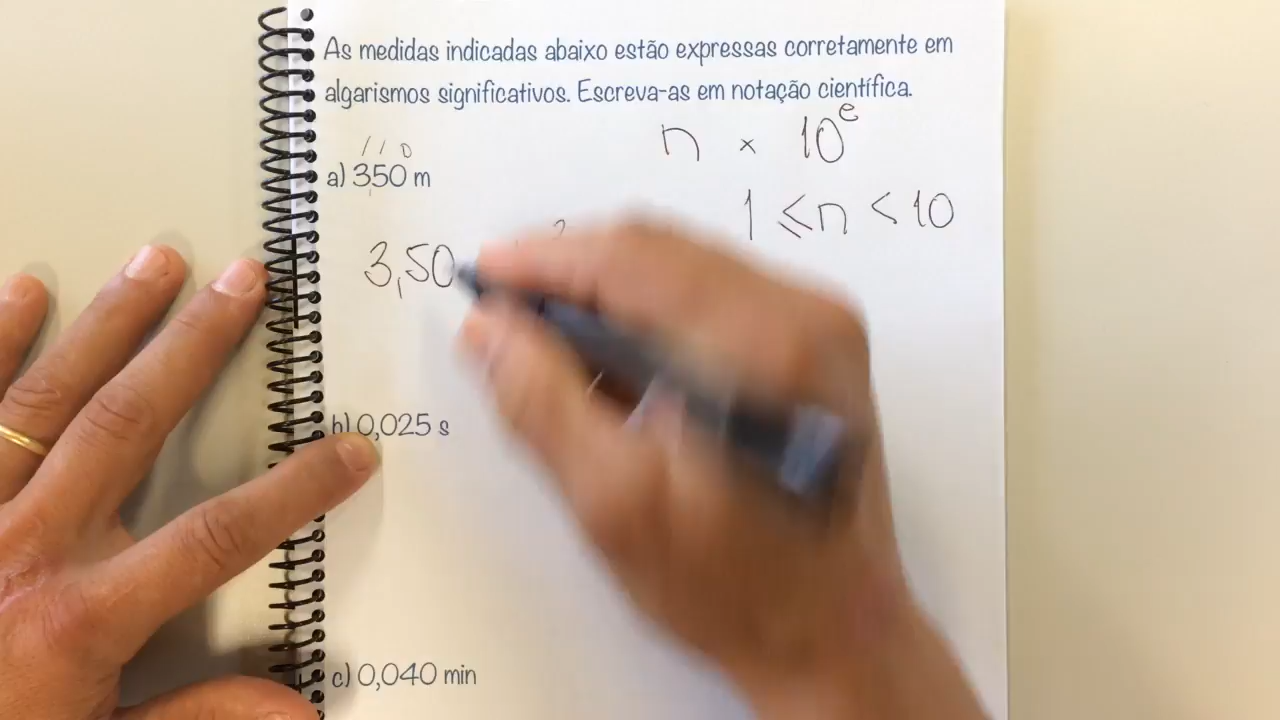 As medidas indicadas abaixo estão expressas corretamente em
algarismos significativos. Escreva-as em notação científica.
n × 10^e
a) 350 m
1 ≤ n < 10
3,50
b) 0,025 s
c) 0,040 min